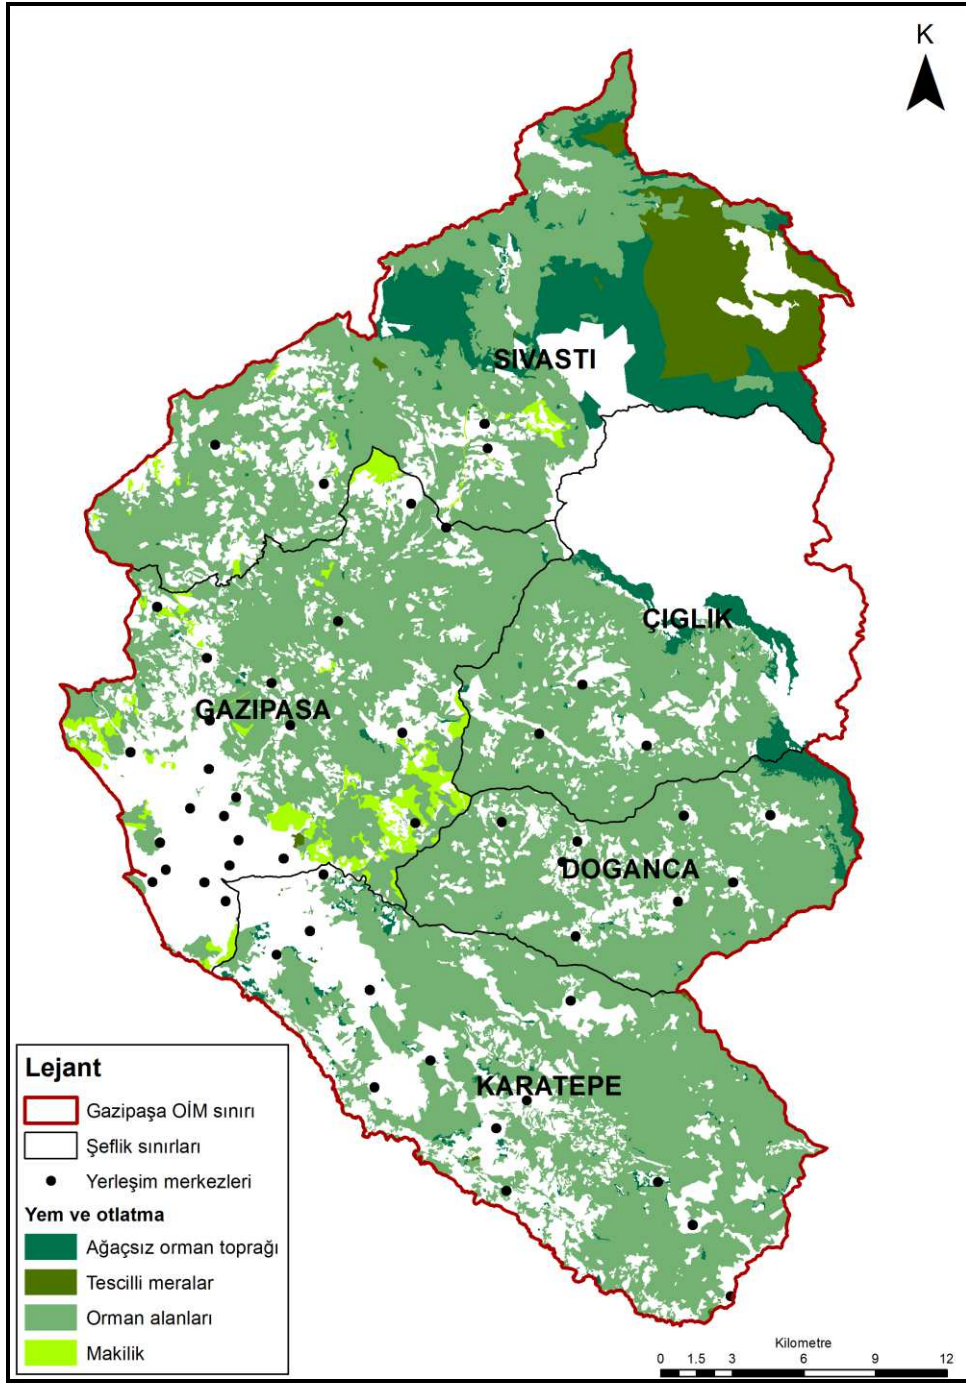 K
SIVASTI
ÇIGLIK
GAZIPASA
DOGANCA
KARATEPE
Lejant
Gazipaşa OİM sınırı
Şeflik sınırları
Yerleşim merkezleri
Yem ve otlatma
Ağaçsız orman toprağı
Tescilli meralar
Orman alanları
Makilik
Kilometre
0 1.5 3 6 9 12